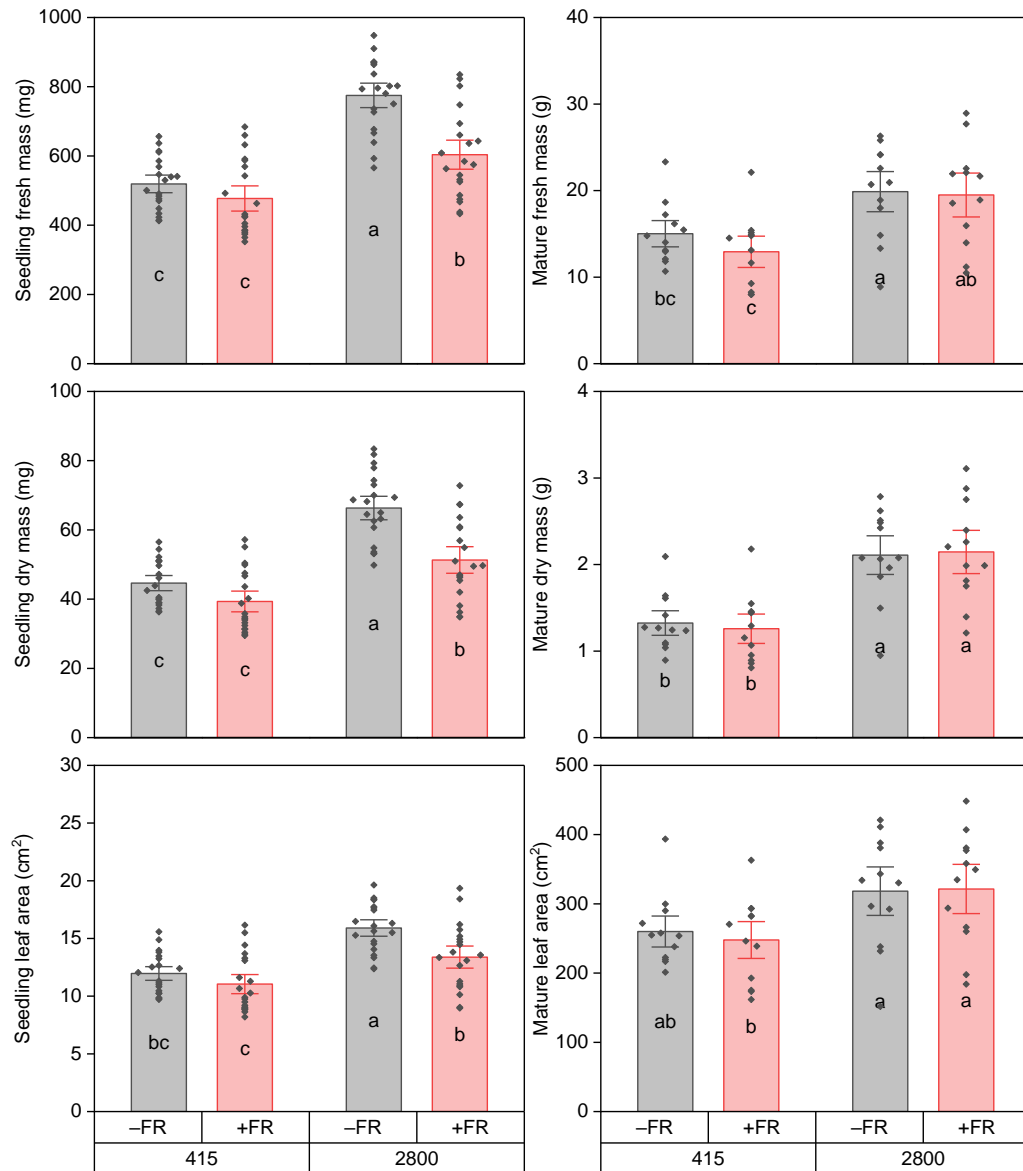 Seedling fresh mass (mg)
1000
800
600
400
200
0
c
c
a
b
Mature fresh mass (g)
40
30
20
10
0
bc
c
a
ab
Seedling dry mass (mg)
100
80
60
40
20
0
c
c
a
b
Mature dry mass (g)
4
3
2
1
0
b
b
a
a
Seedling leaf area (cm²)
30
25
20
15
10
5
0
bc
c
a
b
Mature leaf area (cm²)
500
400
300
200
100
0
ab
b
a
a
–FR +FR –FR +FR
415 2800
–FR +FR –FR +FR
415 2800